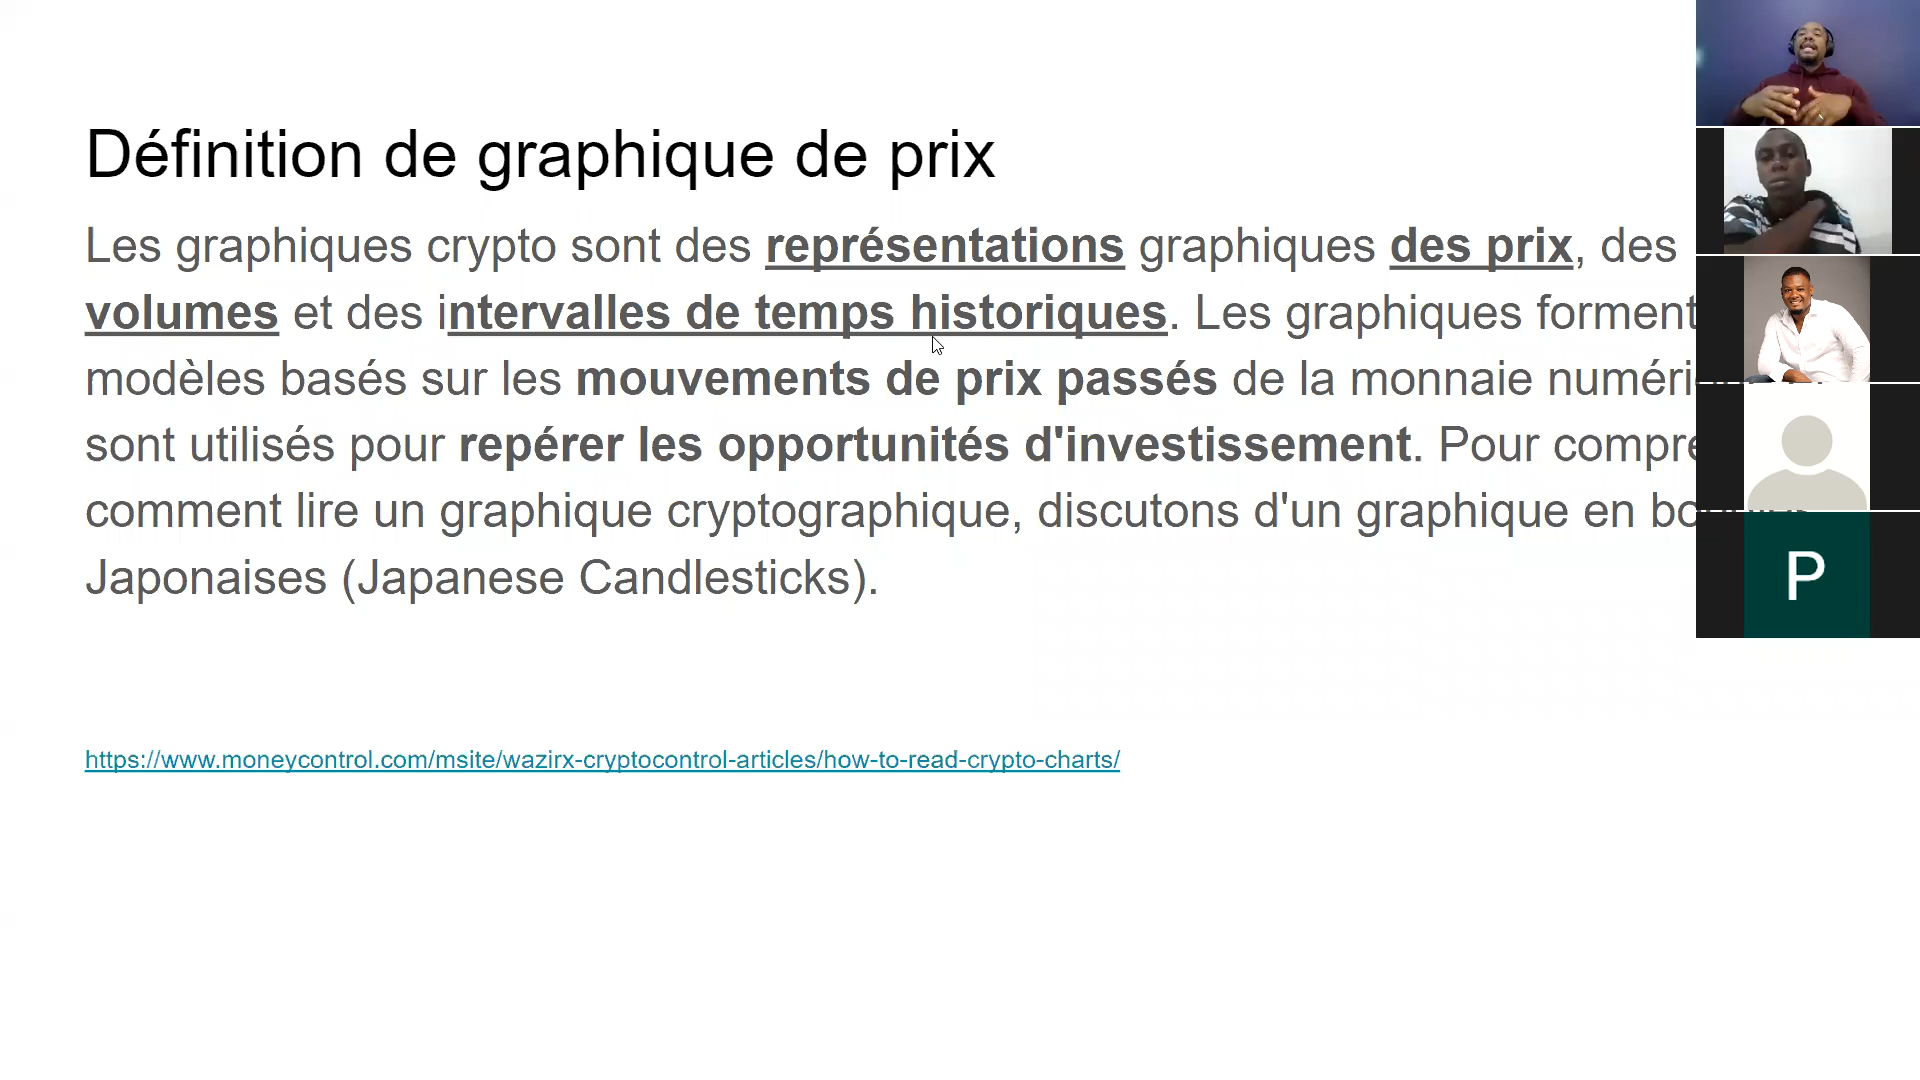 Définition de graphique de prix
Les graphiques crypto sont des représentations graphiques des prix, des
volumes et des intervalles de temps historiques. Les graphiques forment
modèles basés sur les mouvements de prix passés de la monnaie
sont utilisés pour repérer les opportunités d'investissement. Pour
comment lire un graphique cryptographique, discutons d'un graphique en
Japonaises (Japanese Candlesticks).
https://www.moneycontrol.com/msite/wazirx-cryptocontrol-articles/how-to-read-crypto-charts/
P